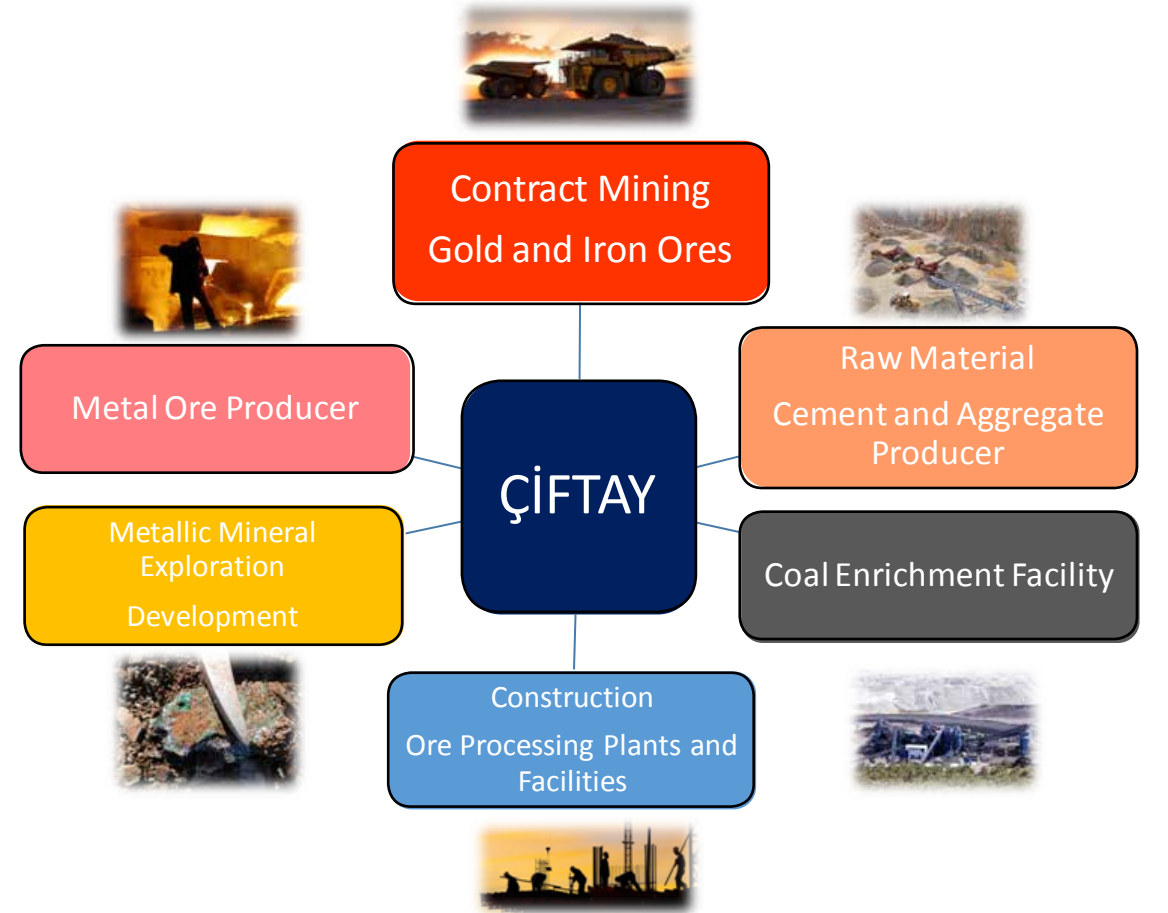 Contract Mining
Gold and Iron Ores
Metal Ore Producer
Raw Material
Cement and Aggregate
Producer
ÇİFTAY
Metallic Mineral
Exploration
Development
Coal Enrichment Facility
Construction
Ore Processing Plants and
Facilities